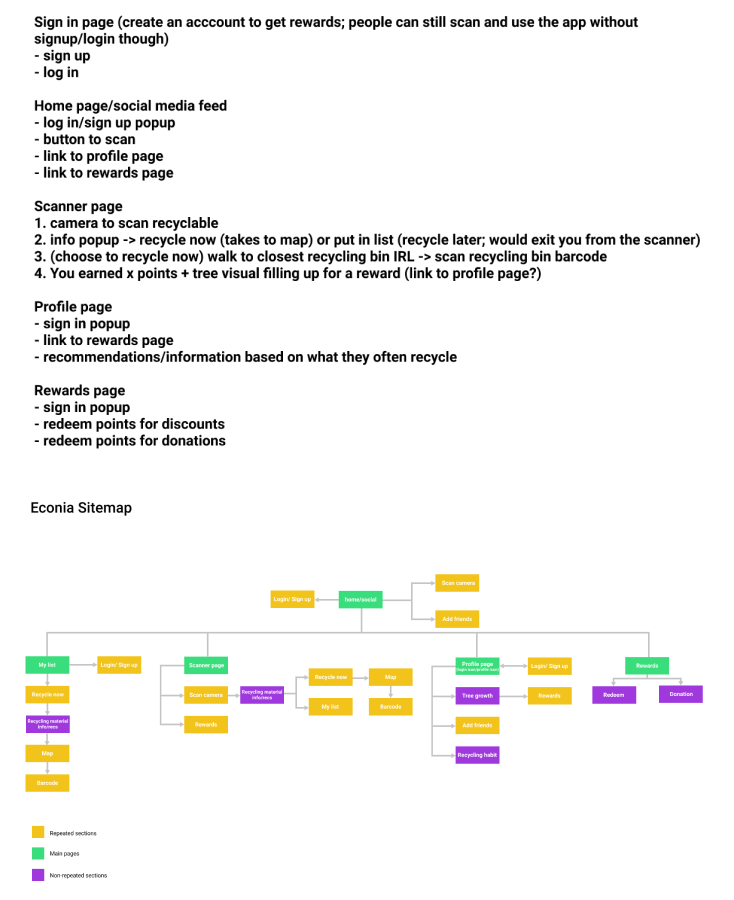 Sign in page (create an acccount to get rewards; people can still scan and use the app without
signup/login though)
- sign up
- log in
Home page/social media feed
- log in/sign up popup
- button to scan
- link to profile page
- link to rewards page
Scanner page
1. camera to scan recyclable
2. info popup -> recycle now (takes to map) or put in list (recycle later; would exit you from the scanner)
3. (choose to recycle now) walk to closest recycling bin IRL -> scan recycling bin barcode
4. You earned x points + tree visual filling up for a reward (link to profile page?)
Profile page
- sign in popup
- link to rewards page
- recommendations/information based on what they often recycle
Rewards page
- sign in popup
- redeem points for discounts
- redeem points for donations
Econia Sitemap
Scan camera
Login/ Sign up
home/social
Add friends
My list
Login/ Sign up
Recycle now
Recycling material
Map
Barcode
Scanner page
Scan camera
Rewards
Recycling material
Recycle now
My list
Map
Barcode
Profile page
Login/ Sign up
Tree growth
Rewards
Add friends
Recycling habit
Rewards
Redeem
Donation
Repeated sections
Main pages
Non-repeated sections